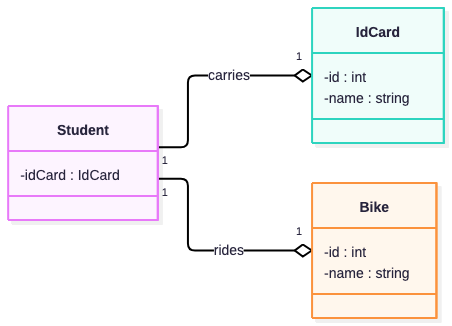 IdCard
-id : int
-name : string
1
carries
Student
-idCard : IdCard
1
1
1
rides
Bike
-id : int
-name : string